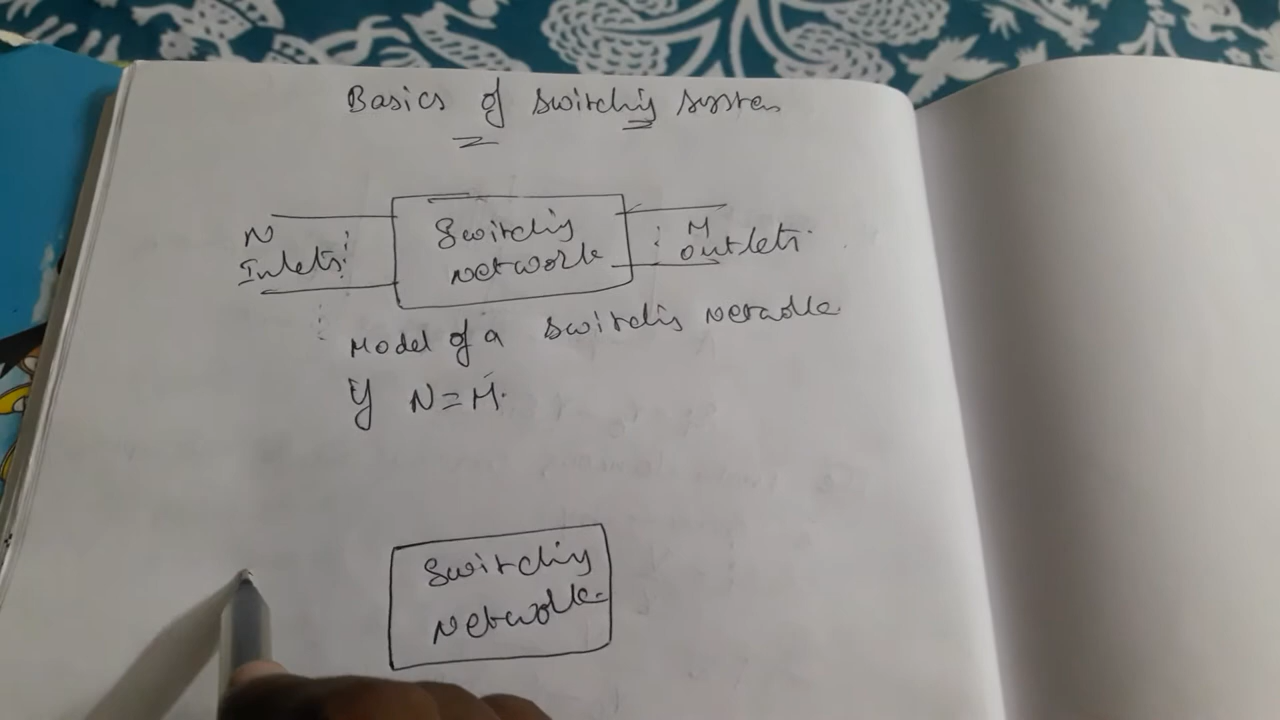 Basics of switching system
N
Inlets
Switching
network
M
outlets
Model of a switching network
If N=M.
Switching
network